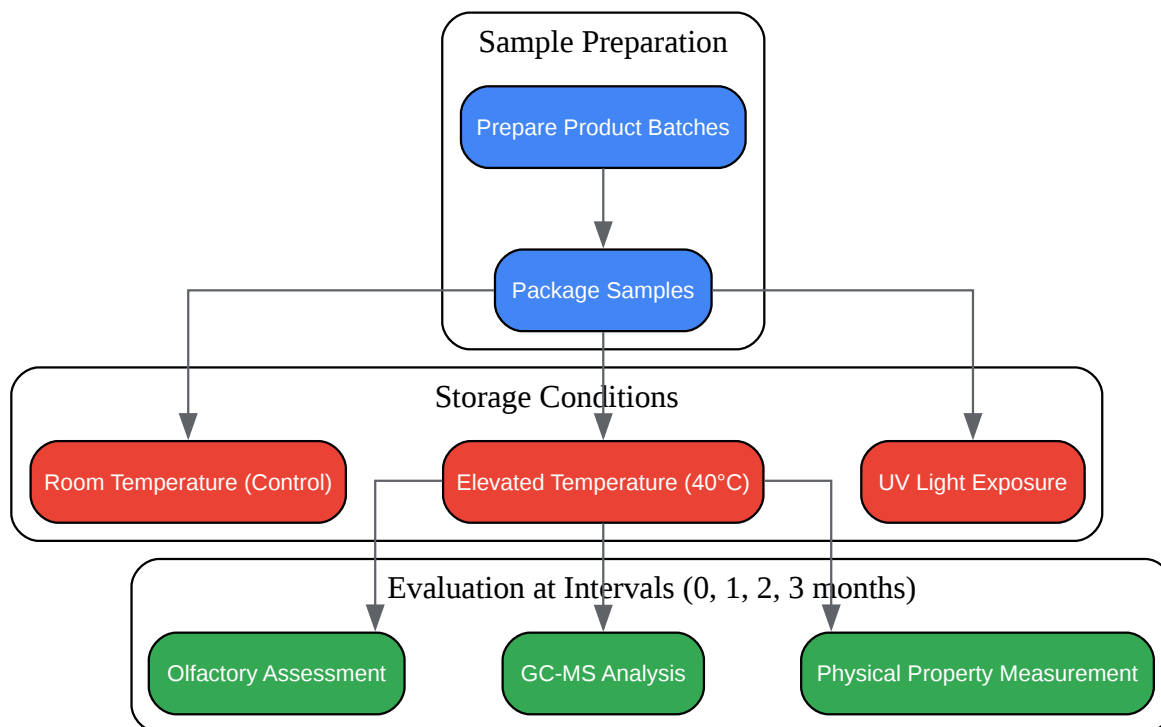 Sample Preparation
Prepare Product Batches
Package Samples
Storage Conditions
Room Temperature (Control)
Elevated Temperature (40°C)
UV Light Exposure
Evaluation at Intervals (0, 1, 2, 3 months)
Olfactory Assessment
GC-MS Analysis
Physical Property Measurement